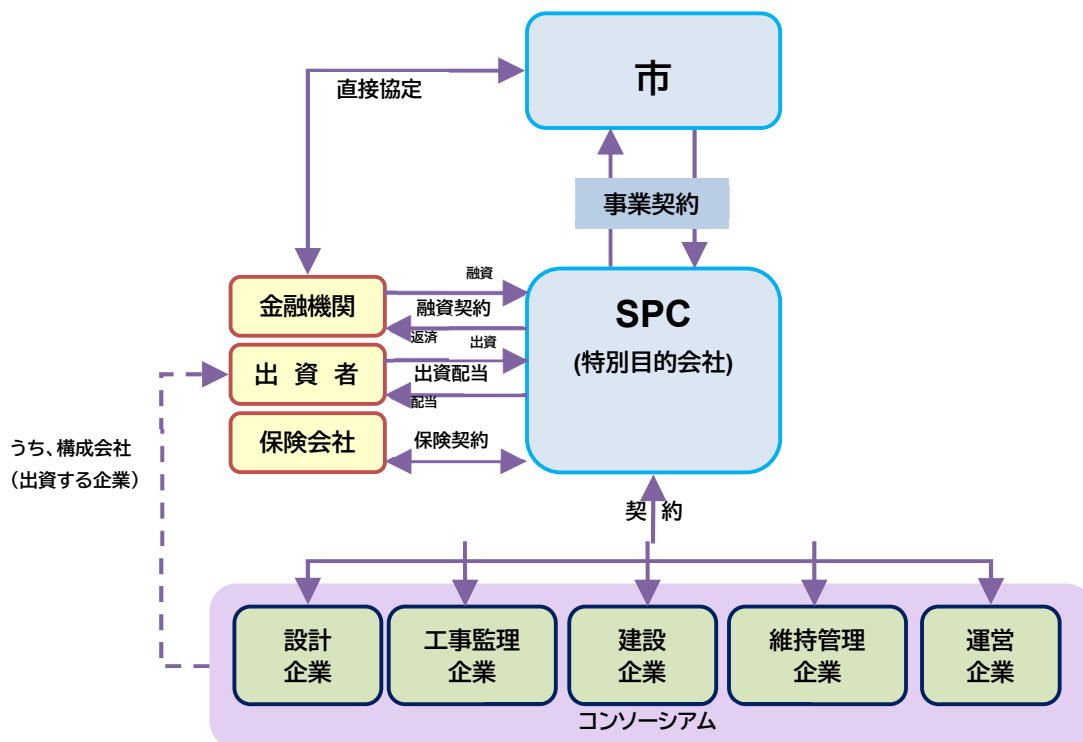 市
直接協定
事業契約
融資
金融機関
融資契約
SPC
返済
出資
(特別目的会社)
出 資 者
出資配当
配当
保険会社
保険契約
うち、構成会社
（出資する企業）
契 約
設計
企業
工事監理
企業
建設
企業
維持管理
企業
運営
企業
コンソーシアム